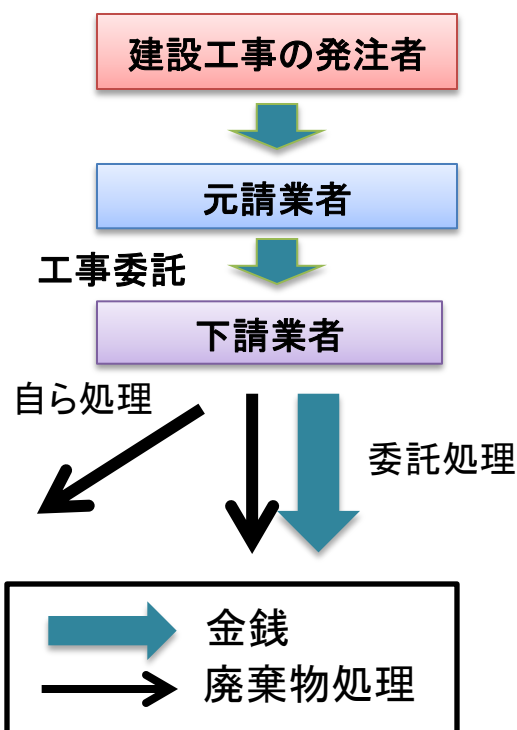 建設工事の発注者
元請業者
工事委託
下請業者
自ら処理
委託処理
金銭
廃棄物処理